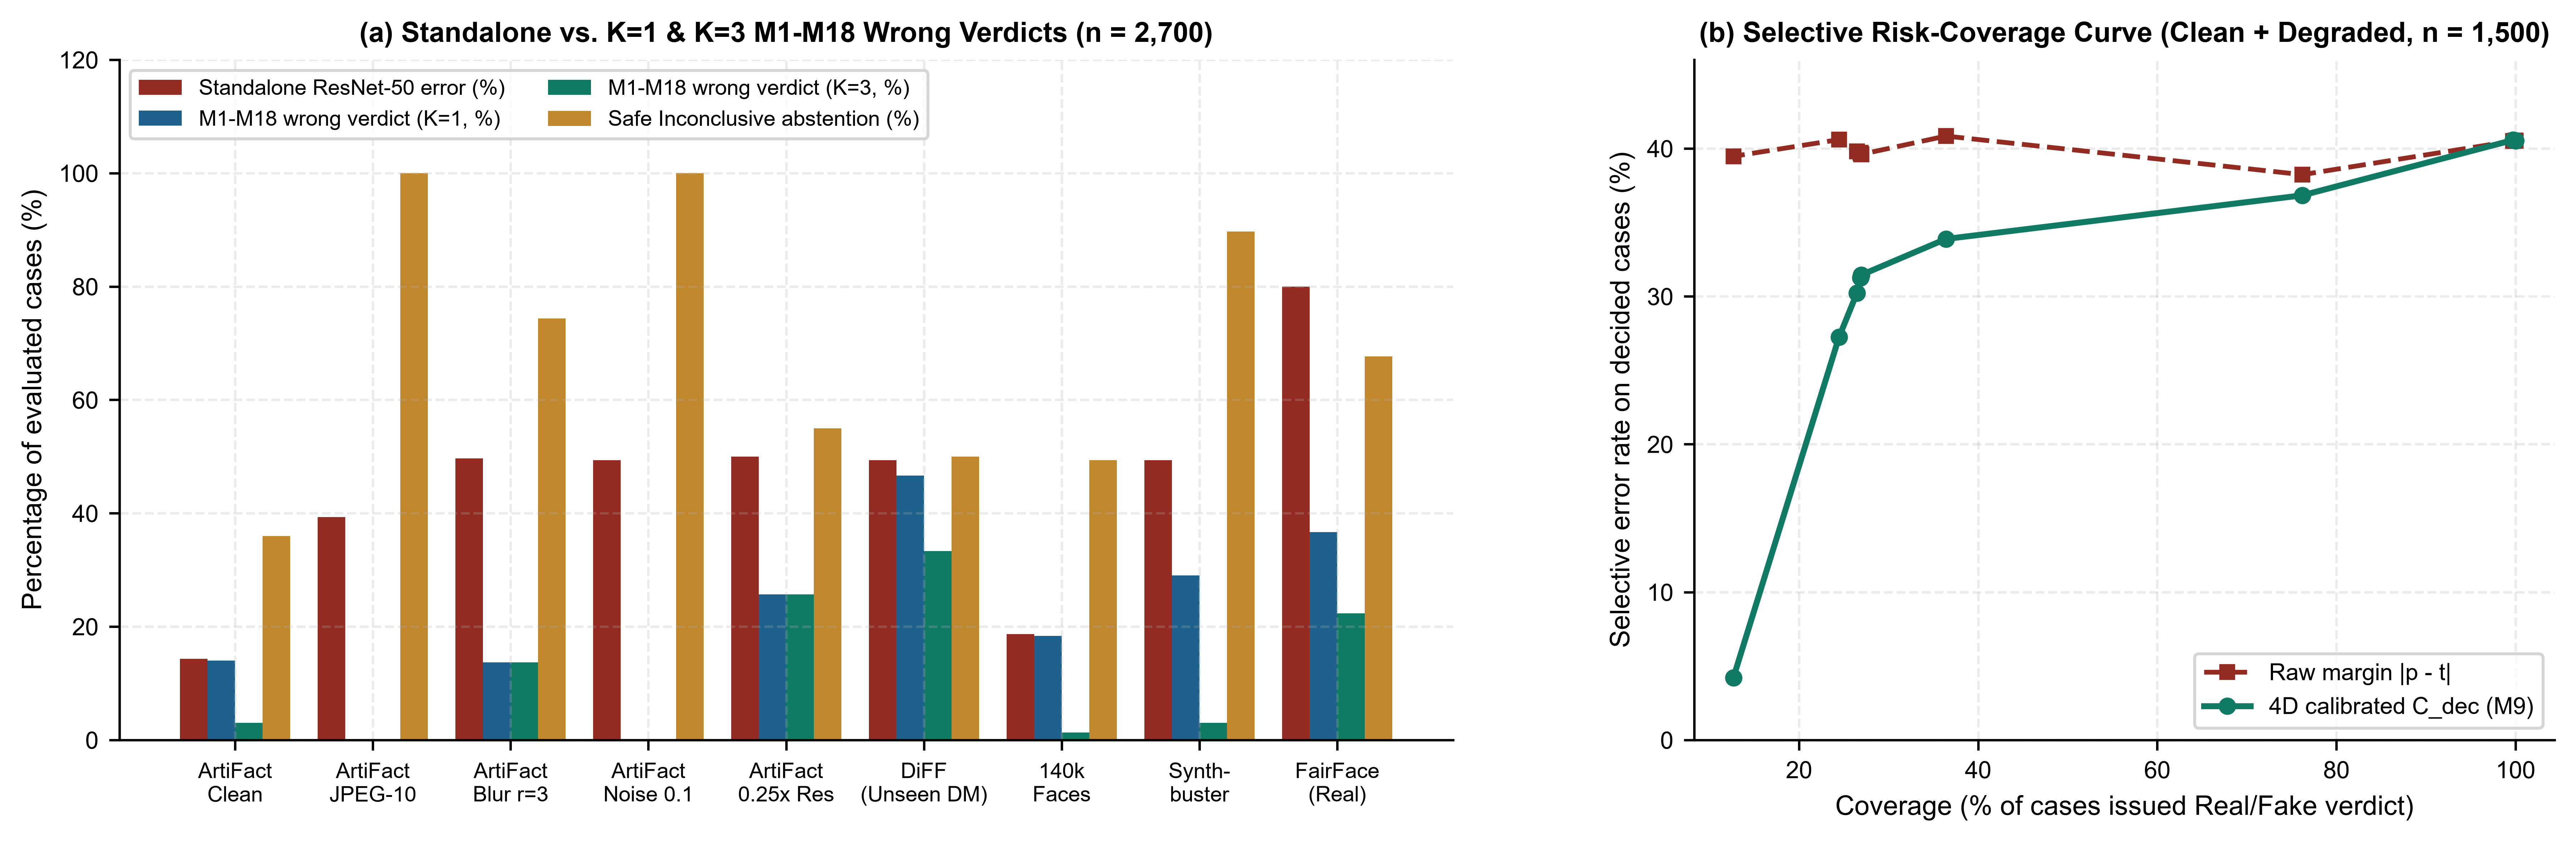 (a) Standalone vs. K=1 & K=3 M1-M18 Wrong Verdicts (n = 2,700)
Standalone ResNet-50 error (%)
M1-M18 wrong verdict (K=1, %)
M1-M18 wrong verdict (K=3, %)
Safe Inconclusive abstention (%)
Percentage of evaluated cases (%)
120
100
80
60
40
20
0
ArtiFact
Clean
ArtiFact
JPEG-10
ArtiFact
Blur r=3
ArtiFact
Noise 0.1
ArtiFact
0.25x Res
DiFF
(Unseen DM)
140k
Faces
Synth-
buster
FairFace
(Real)
(b) Selective Risk-Coverage Curve (Clean + Degraded, n = 1,500)
Selective error rate on decided cases (%)
40
30
20
10
0
Raw margin |p - t|
4D calibrated C_dec (M9)
20
40
60
80
100
Coverage (% of cases issued Real/Fake verdict)